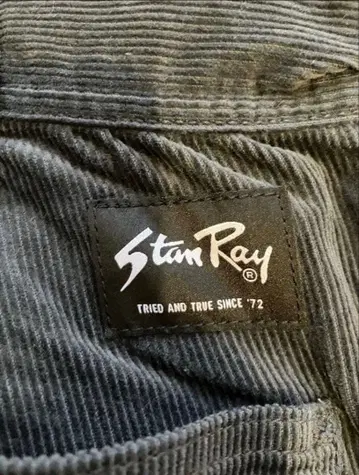 Stan Ray®
TRIED AND TRUE SINCE '72